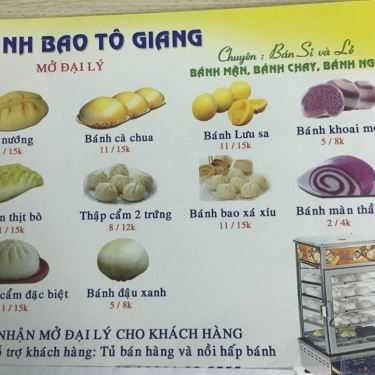 NH BAO TÔ GIANG
MỞ ĐẠI LÝ
Chuyên : Bán Sỉ và Lẻ
BÁNH MẶN, BÁNH CHAY, BÁNH NG
nướng
/ 15k
Bánh cà chua
11 / 15k
Bánh Lưu sa
11 / 15k
Bánh khoai m
5 / 8k
n thịt bò
1 / 15k
Thập cẩm 2 trứng
8 / 12k
Bánh bao xá xíu
11 / 15k
Bánh màn thầ
2 / 4k
cẩm đặc biệt
1 / 15k
Bánh đậu xanh
5 / 8k
NHẬN MỞ ĐẠI LÝ CHO KHÁCH HÀNG
ỗ trợ khách hàng: Tủ bán hàng và nồi hấp bánh